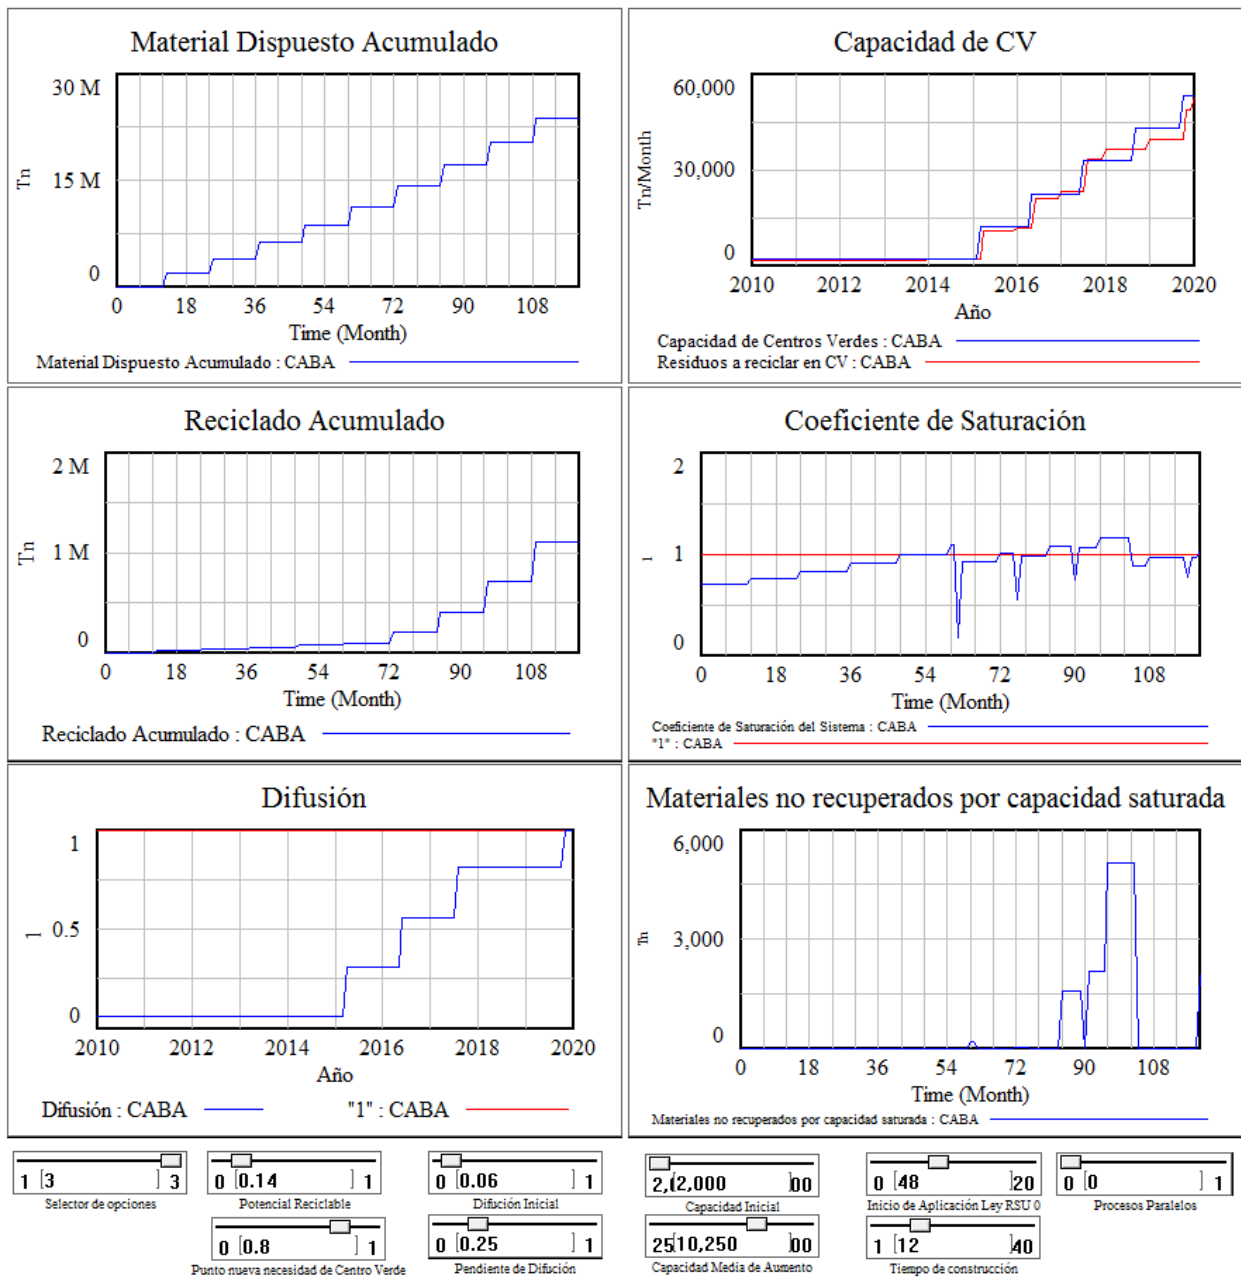 Material Dispuesto Acumulado
30 M
15 M
0
Tn
0 18 36 54 72 90 108
Time (Month)
Material Dispuesto Acumulado : CABA
Capacidad de CV
60,000
30,000
0
Tn/Month
2010 2012 2014 2016 2018 2020
Año
Capacidad de Centros Verdes : CABA
Residuos a reciclar en CV : CABA
Reciclado Acumulado
2 M
1 M
0
Tn
0 18 36 54 72 90 108
Time (Month)
Reciclado Acumulado : CABA
Coeficiente de Saturación
2
1
0
1
0 18 36 54 72 90 108
Time (Month)
Coeficiente de Saturación del Sistema : CABA
"1" : CABA
Difusión
1
0.5
0
1
2010 2012 2014 2016 2018 2020
Año
Difusión : CABA "1" : CABA
Materiales no recuperados por capacidad saturada
6,000
3,000
0
Tn
0 18 36 54 72 90 108
Time (Month)
Materiales no recuperados por capacidad saturada : CABA
1 [3 ] 3
Selector de opciones
0 [0.14 ] 1
Potencial Reciclable
0 [0.06 ] 1
Difución Inicial
2,([2,000 ]00
Capacidad Inicial
0 [48 ]20
Inicio de Aplicación Ley RSU 0
0 [0 ] 1
Procesos Paralelos
0 [0.8 ] 1
Punto nueva necesidad de Centro Verde
0 [0.25 ] 1
Pendiente de Difución
25[10,250 ]00
Capacidad Media de Aumento
1 [12 ]40
Tiempo de construcción